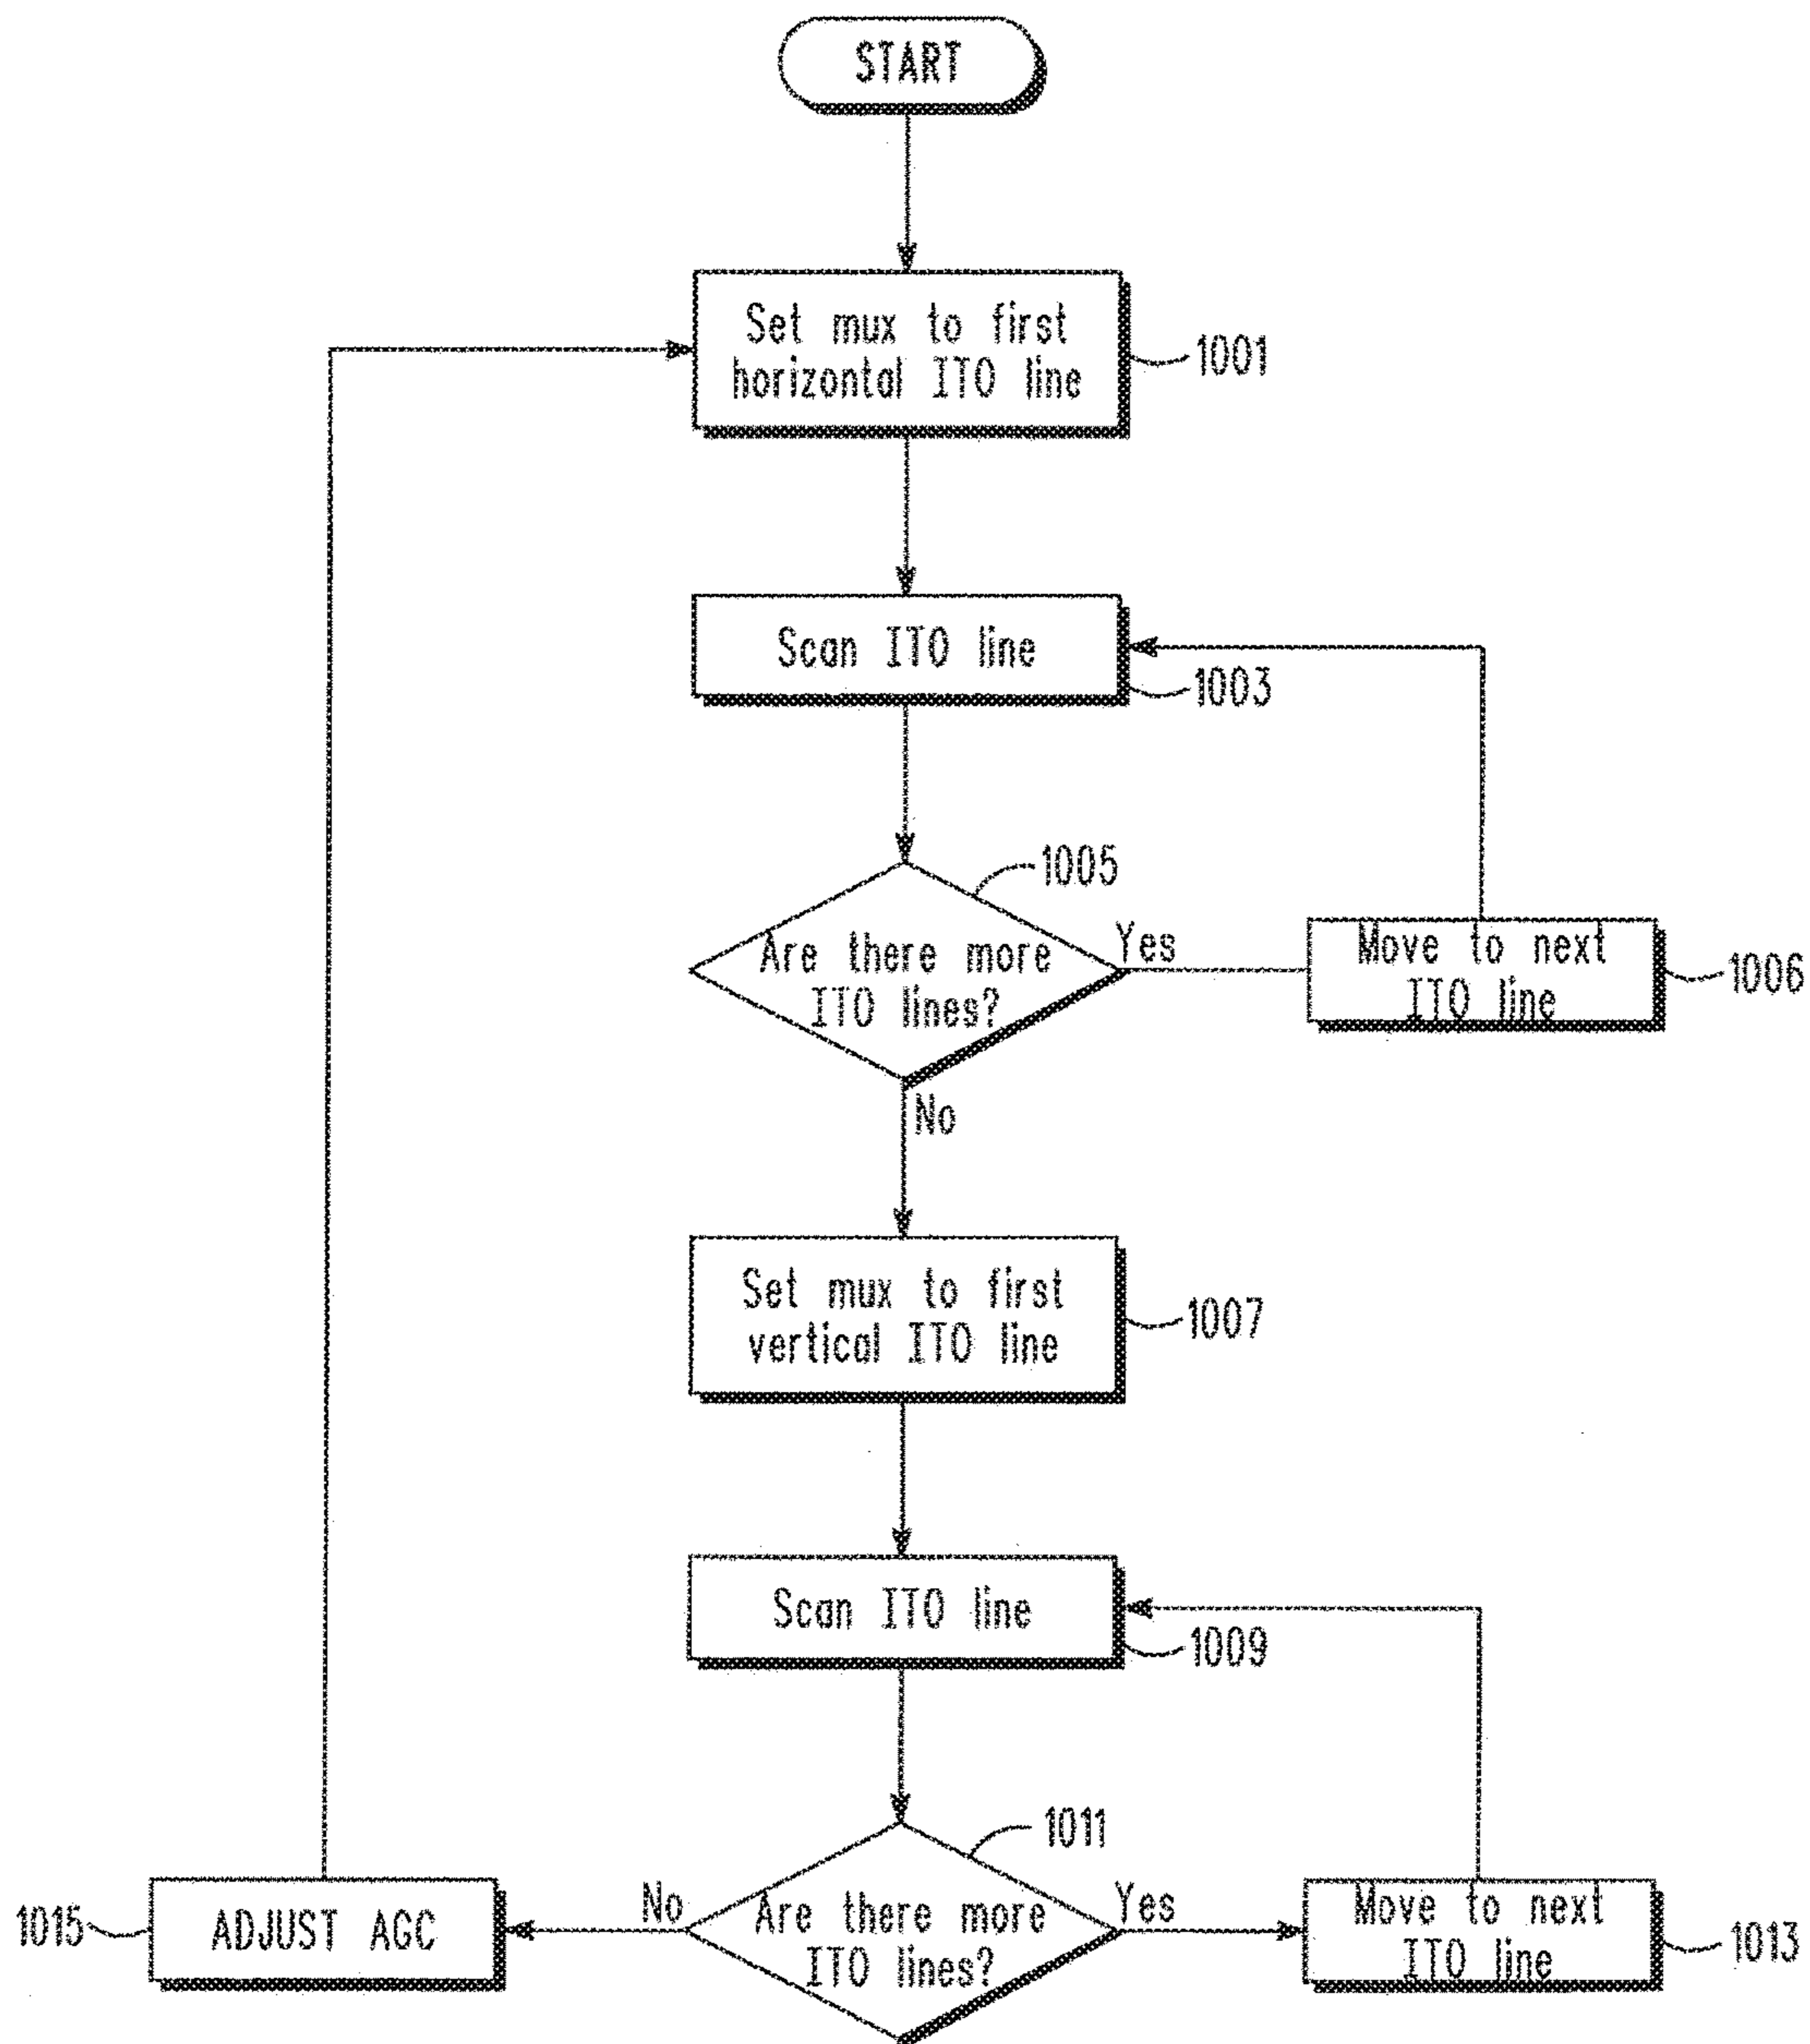 START
Set mux to first
horizontal ITO line
1001
Scan ITO line
1003
1005
Are there more
ITO lines?
Yes
Move to next
ITO line
1006
No
Set mux to first
vertical ITO line
1007
Scan ITO line
1009
1011
Are there more
ITO lines?
Yes
Move to next
ITO line
1013
No
ADJUST AGC
1015